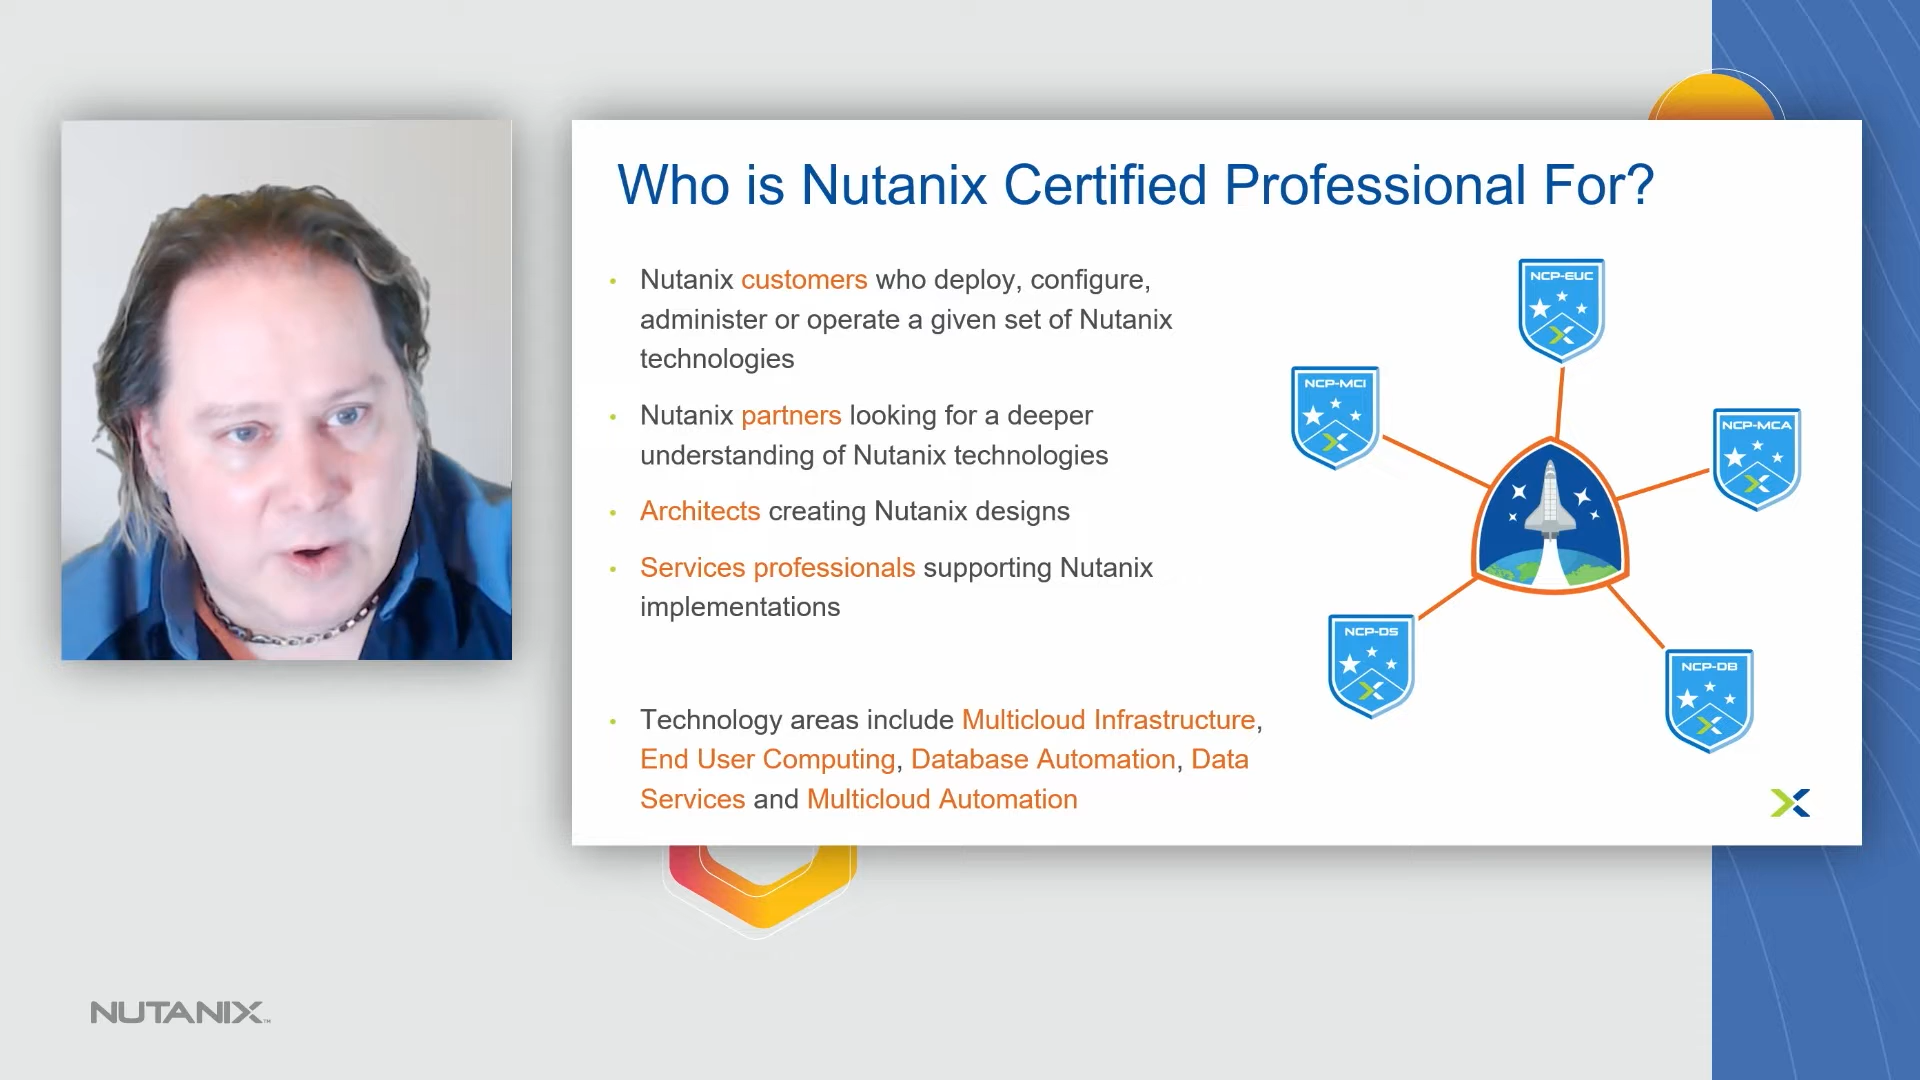 Who is Nutanix Certified Professional For?
• Nutanix customers who deploy, configure,
administer or operate a given set of Nutanix
technologies
• Nutanix partners looking for a deeper
understanding of Nutanix technologies
• Architects creating Nutanix designs
• Services professionals supporting Nutanix
implementations
• Technology areas include Multicloud Infrastructure,
End User Computing, Database Automation, Data
Services and Multicloud Automation
NCP-EUC
NCP-MCI
NCP-MCA
NCP-DS
NCP-DB
NUTANIX™